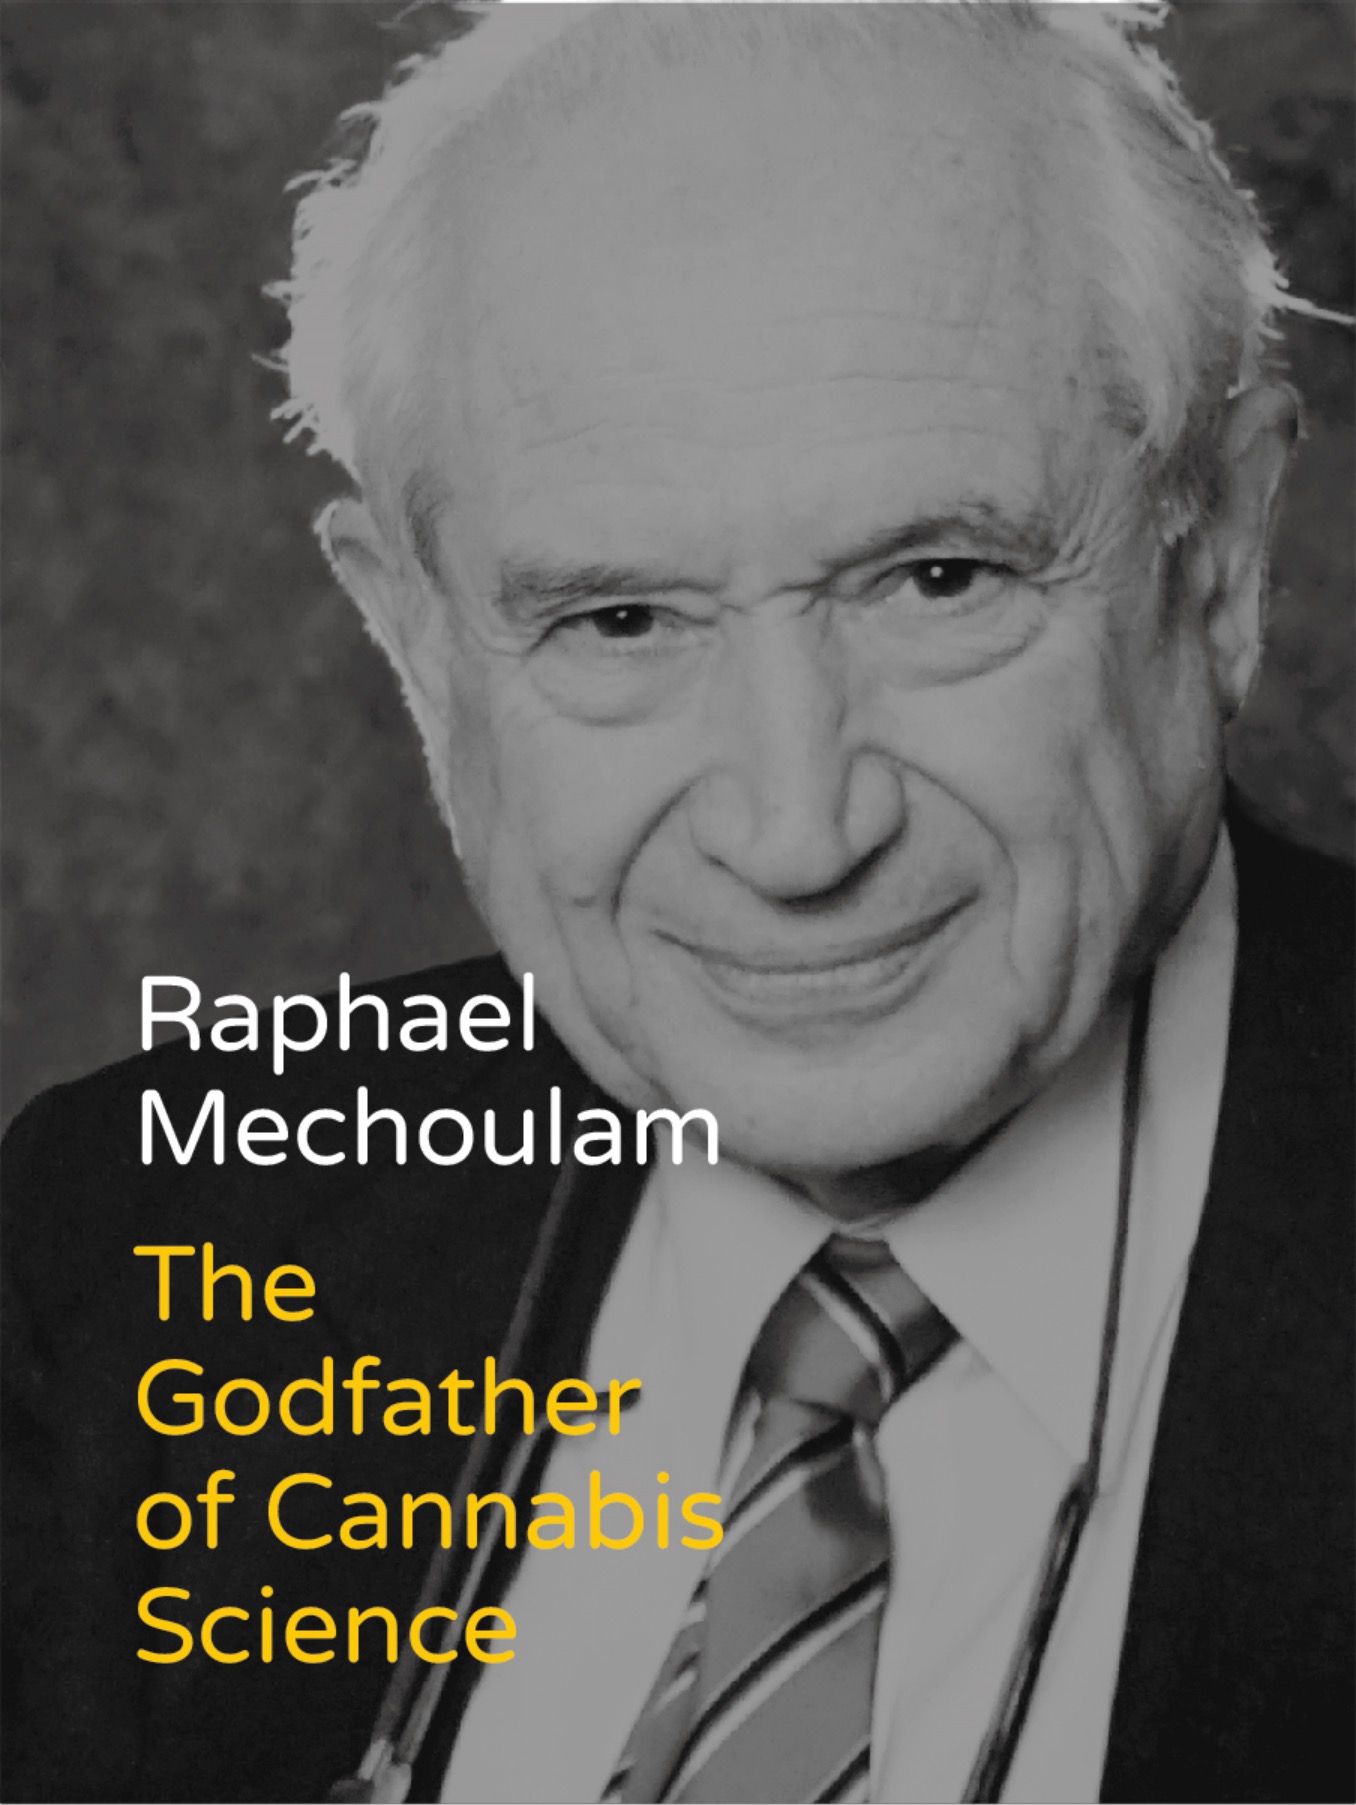 Raphael
Mechoulam
The
Godfather
of Cannabis
Science